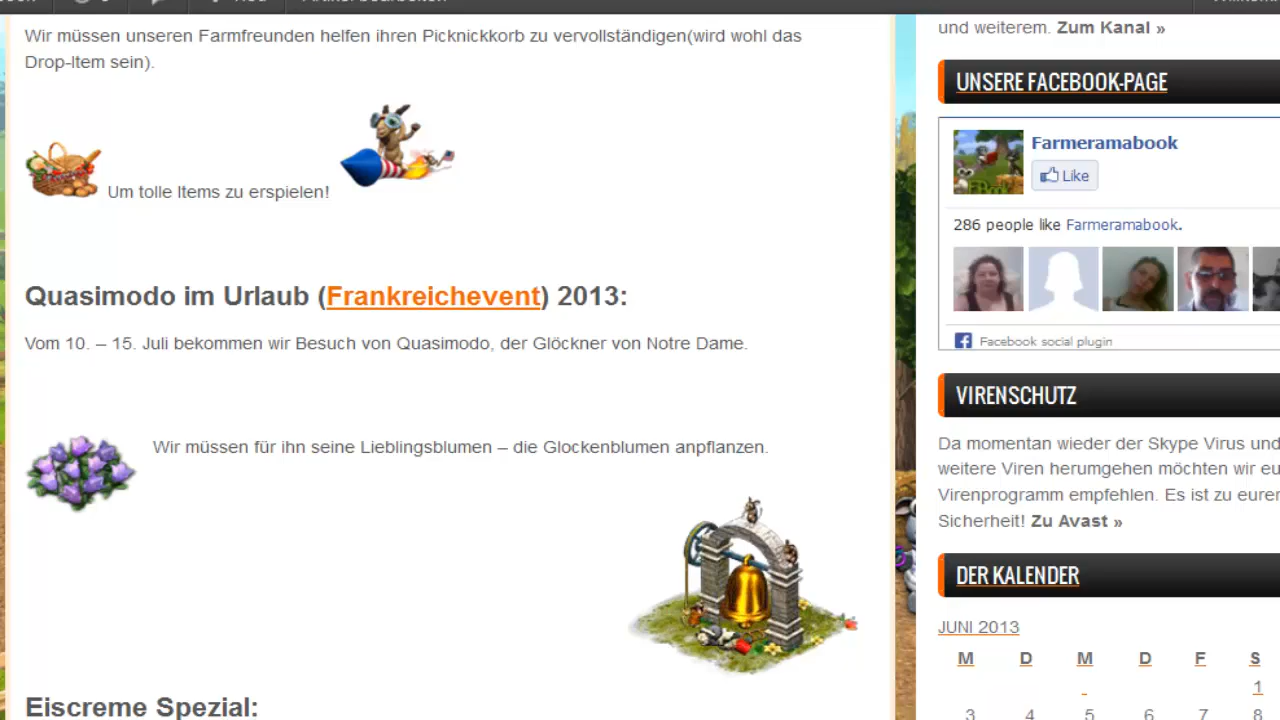 Wir müssen unseren Farmfreunden helfen ihren Picknickkorb zu vervollständigen(wird wohl das
Drop-Item sein).
Um tolle Items zu erspielen!
Quasimodo im Urlaub (Frankreichevent) 2013:
Vom 10. – 15. Juli bekommen wir Besuch von Quasimodo, der Glöckner von Notre Dame.
Wir müssen für ihn seine Lieblingsblumen – die Glockenblumen anpflanzen.
Eiscreme Spezial:
und weiterem. Zum Kanal »
UNSERE FACEBOOK-PAGE
Farmeramabook
Like
286 people like Farmeramabook.
Facebook social plugin
VIRENSCHUTZ
Da momentan wieder der Skype Virus und
weitere Viren herumgehen möchten wir eu
Virenprogramm empfehlen. Es ist zu eurer
Sicherheit! Zu Avast »
DER KALENDER
JUNI 2013
M D M D F S
1
3 4 5 6 7 8